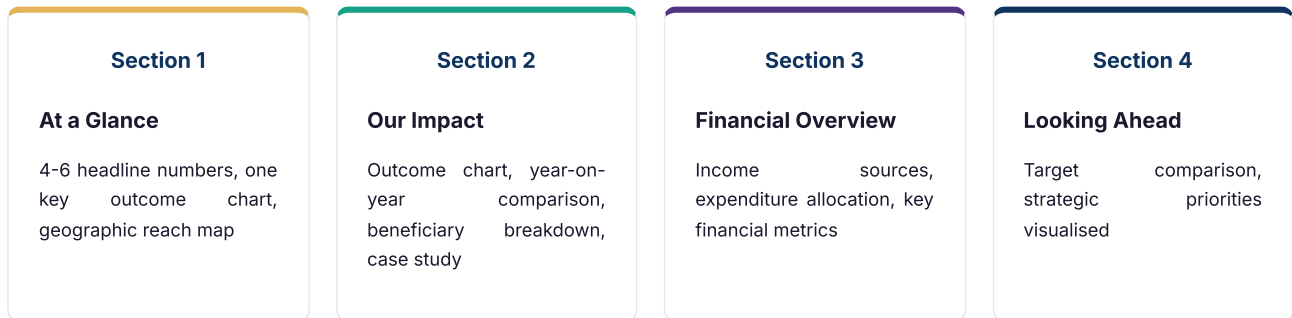 Section 1
At a Glance
4-6 headline numbers, one
key outcome chart,
geographic reach map
Section 2
Our Impact
Outcome chart, year-on-
year comparison,
beneficiary breakdown,
case study
Section 3
Financial Overview
Income sources,
expenditure allocation, key
financial metrics
Section 4
Looking Ahead
Target comparison,
strategic priorities
visualised